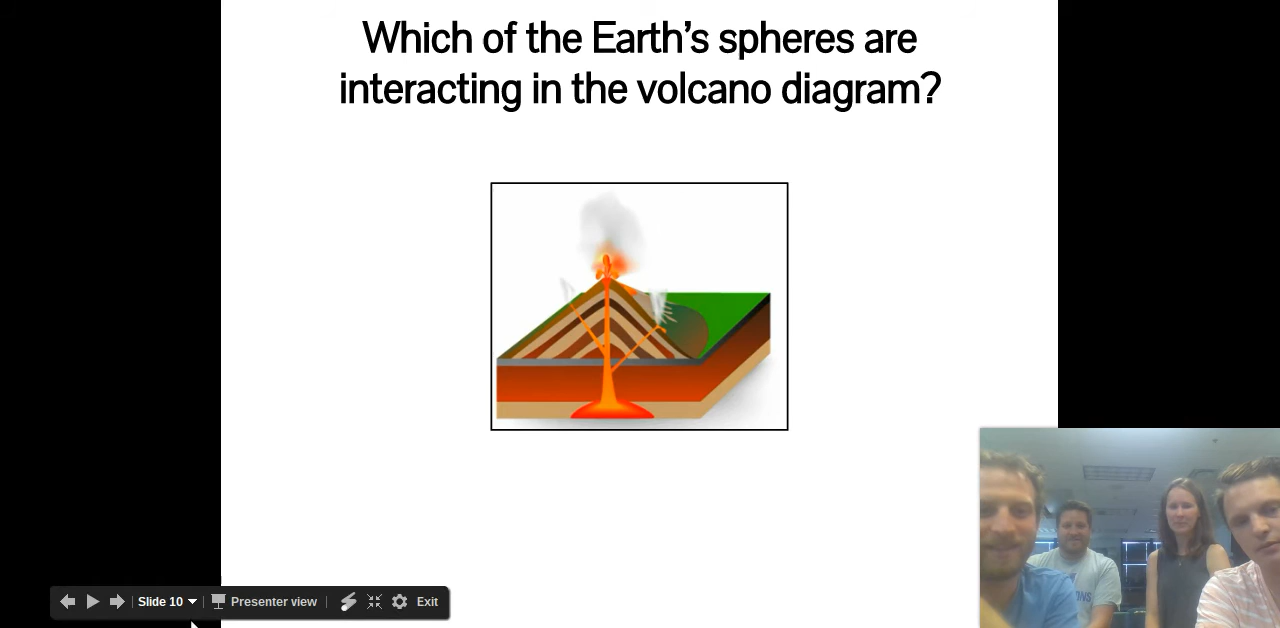 Which of the Earth’s spheres are
interacting in the volcano diagram?
Slide 10
Presenter view
Exit